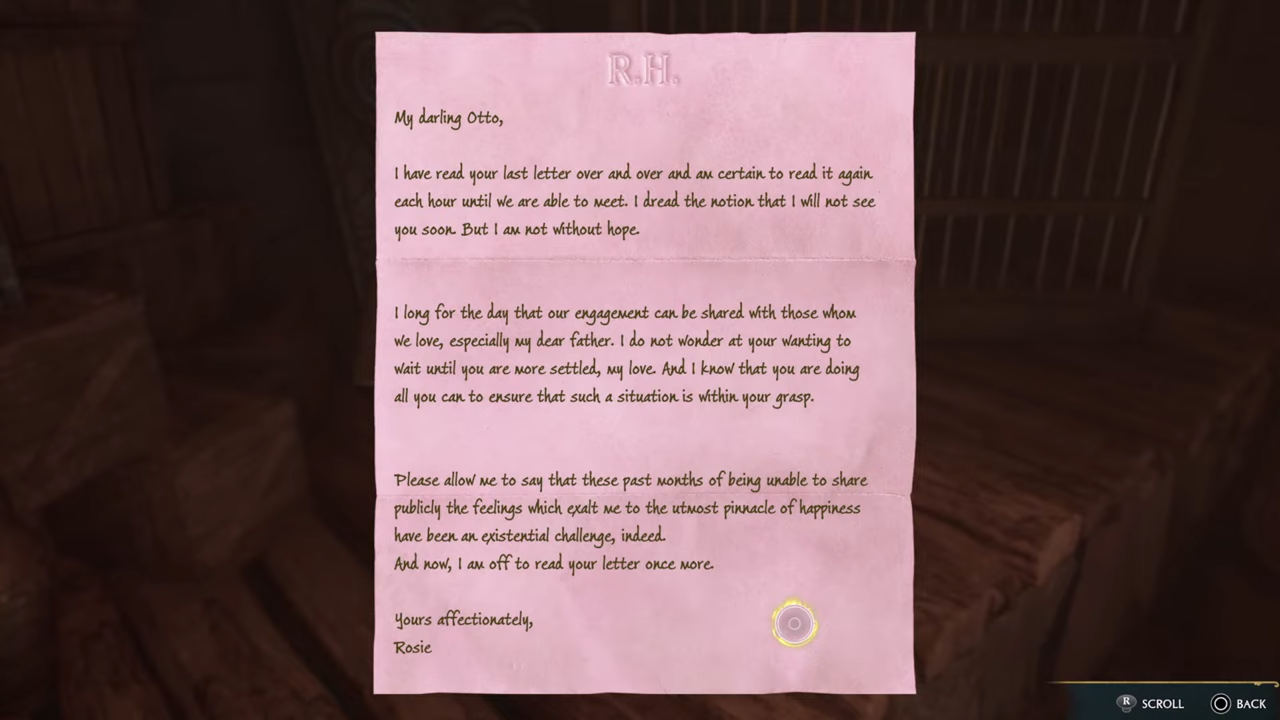 R.H.
My darling Otto,
I have read your last letter over and over and am certain to read it again
each hour until we are able to meet. I dread the notion that I will not see
you soon. But I am not without hope.
I long for the day that our engagement can be shared with those whom
we love, especially my dear father. I do not wonder at your wanting to
wait until you are more settled, my love. And I know that you are doing
all you can to ensure that such a situation is within your grasp.
Please allow me to say that these past months of being unable to share
publicly the feelings which exalt me to the utmost pinnacle of happiness
have been an existential challenge, indeed.
And now, I am off to read your letter once more.
Yours affectionately,
Rosie
R SCROLL BACK